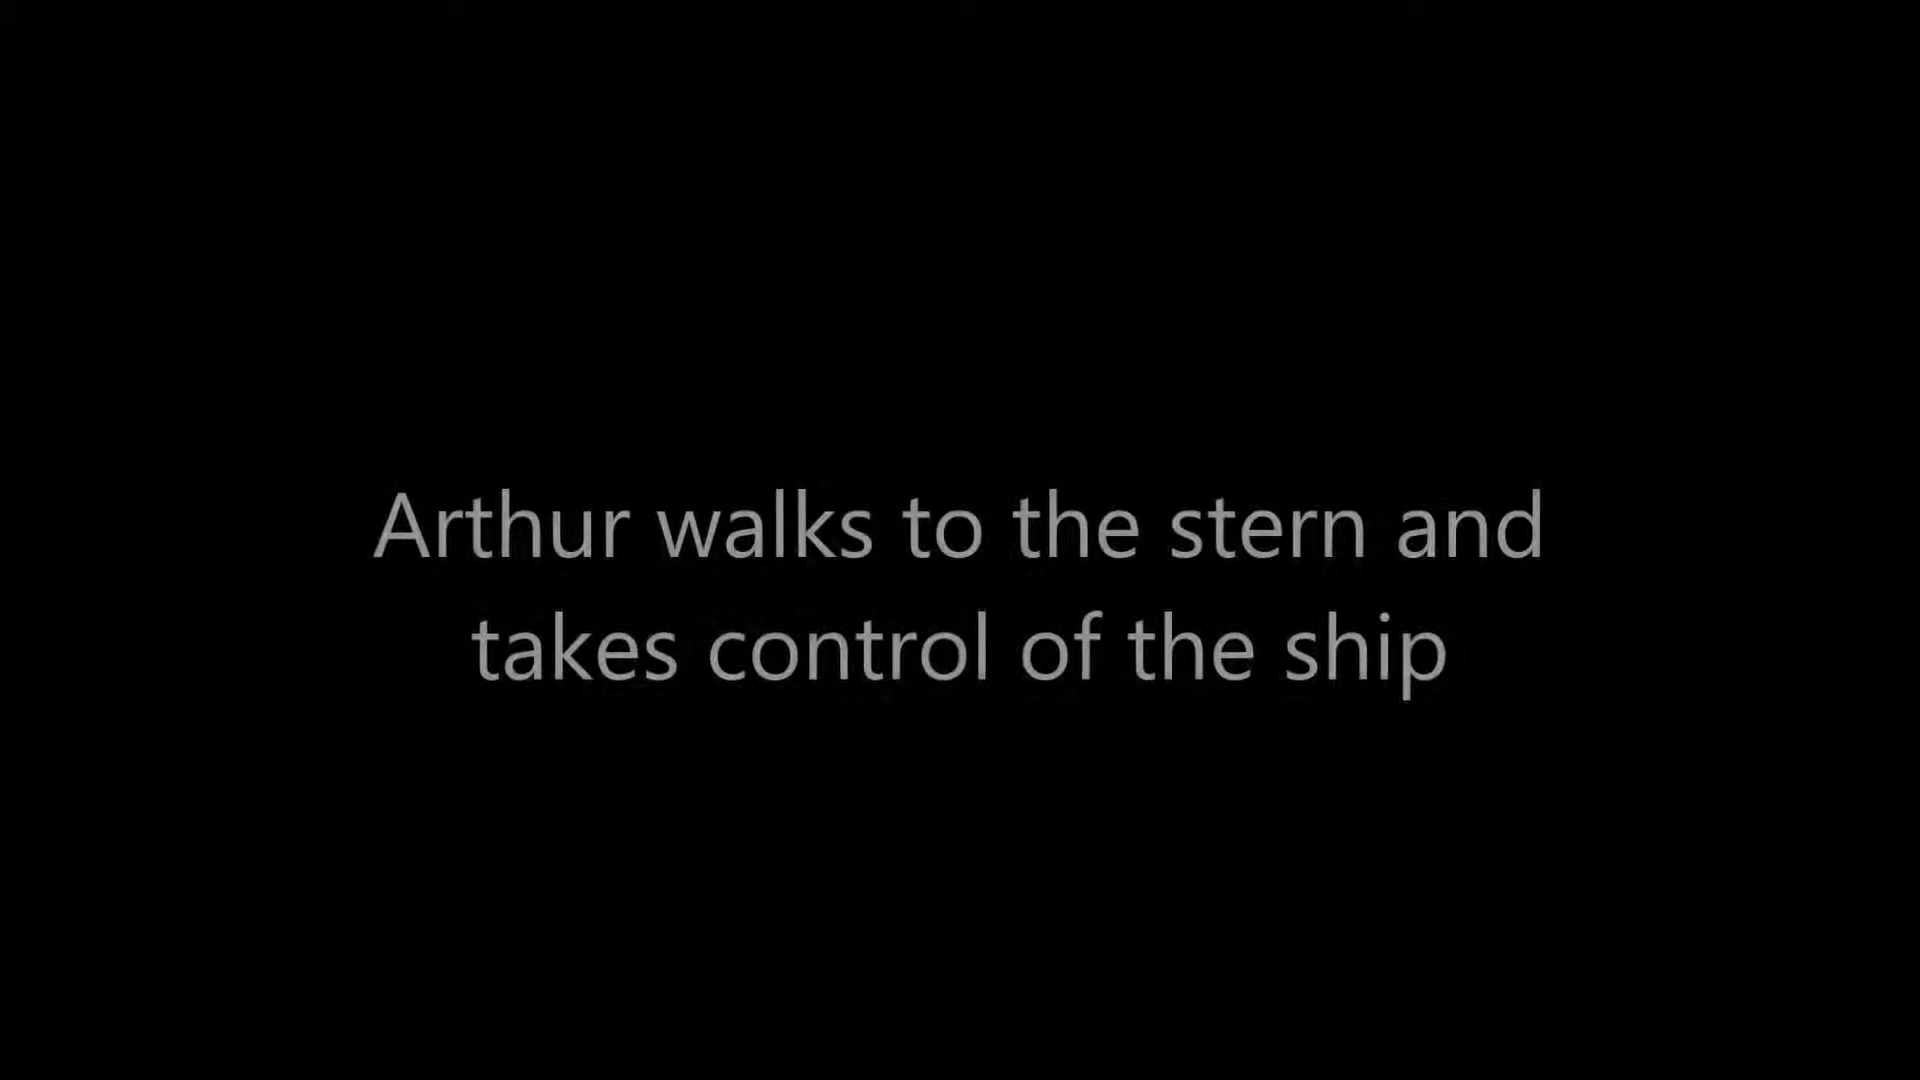 Arthur walks to the stern and
takes control of the ship